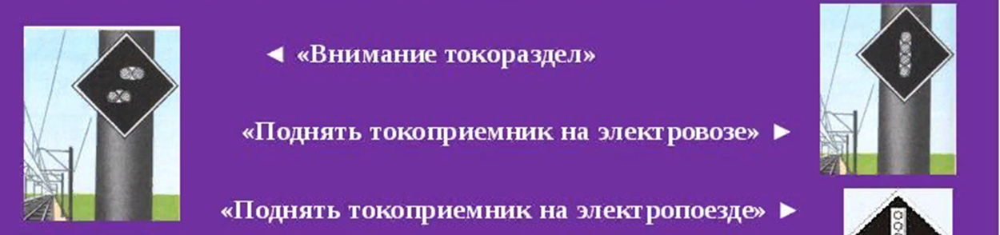 ◄ «Внимание токораздел»
«Поднять токоприемник на электровозе» ►
«Поднять токоприемник на электропоезде» ►